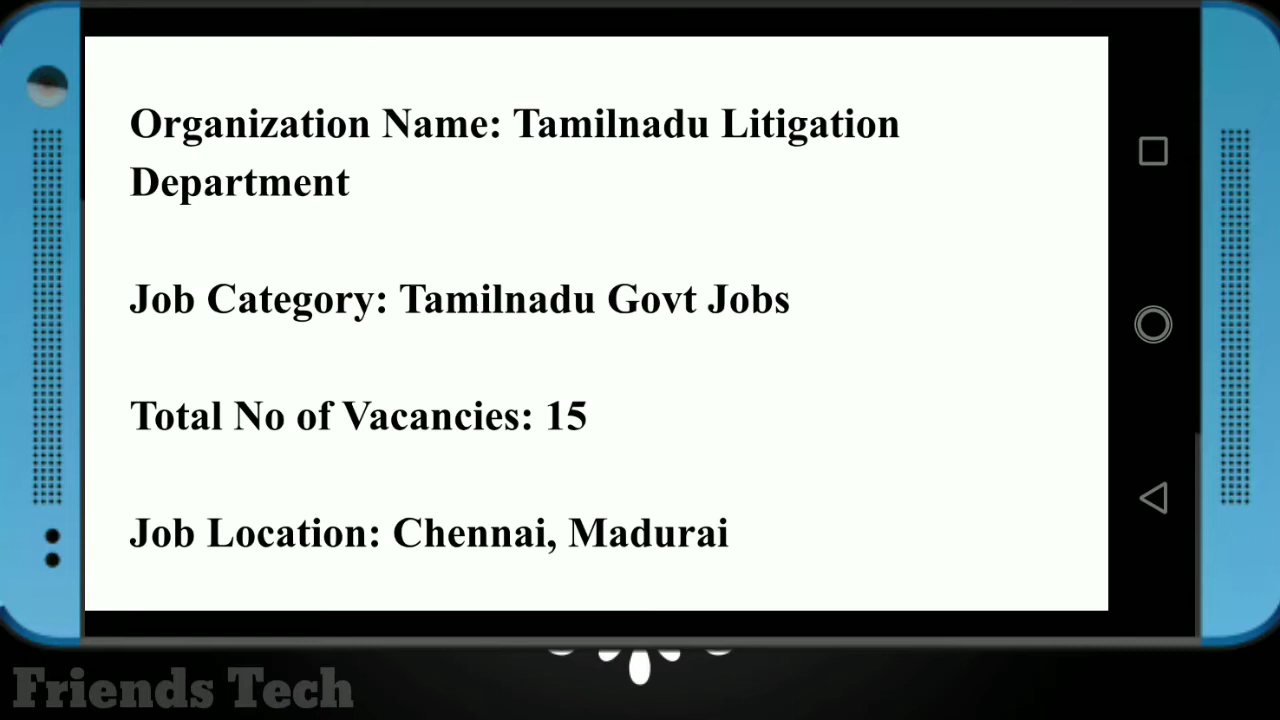 Organization Name: Tamilnadu Litigation
Department
Job Category: Tamilnadu Govt Jobs
Total No of Vacancies: 15
Job Location: Chennai, Madurai
Friends Tech